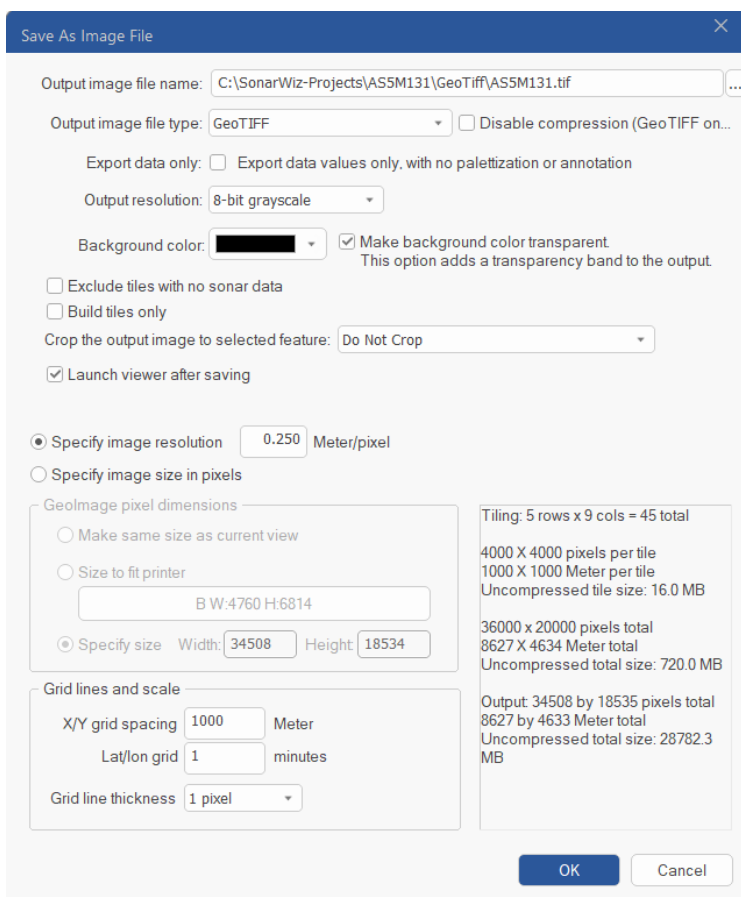 Save As Image File
Output image file name: C:\SonarWiz-Projects\AS5M131\GeoTiff\AS5M131.tif ...
Output image file type: GeoTIFF Disable compression (GeoTIFF on...
Export data only: Export data values only, with no palettization or annotation
Output resolution: 8-bit grayscale
Background color: Make background color transparent.
This option adds a transparency band to the output.
Exclude tiles with no sonar data
Build tiles only
Crop the output image to selected feature: Do Not Crop
Launch viewer after saving
Specify image resolution 0.250 Meter/pixel
Specify image size in pixels
GeoImage pixel dimensions
Make same size as current view
Size to fit printer
B W:4760 H:6814
Specify size Width: 34508 Height: 18534
Grid lines and scale
X/Y grid spacing 1000 Meter
Lat/lon grid 1 minutes
Grid line thickness 1 pixel
Tiling: 5 rows x 9 cols = 45 total
4000 X 4000 pixels per tile
1000 X 1000 Meter per tile
Uncompressed tile size: 16.0 MB
36000 x 20000 pixels total
8627 X 4634 Meter total
Uncompressed total size: 720.0 MB
Output: 34508 by 18535 pixels total
8627 by 4633 Meter total
Uncompressed total size: 28782.3
MB
OK Cancel